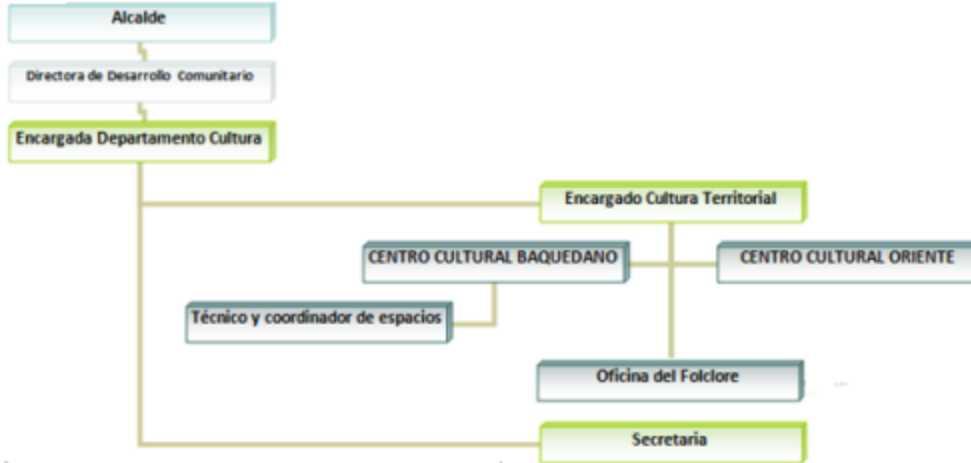 Alcalde
Directora de Desarrollo Comunitario
Encargada Departamento Cultura
Encargado Cultura Territorial
CENTRO CULTURAL BAQUEDANO
CENTRO CULTURAL ORIENTE
Técnico y coordinador de espacios
Oficina del Folclore
Secretaria